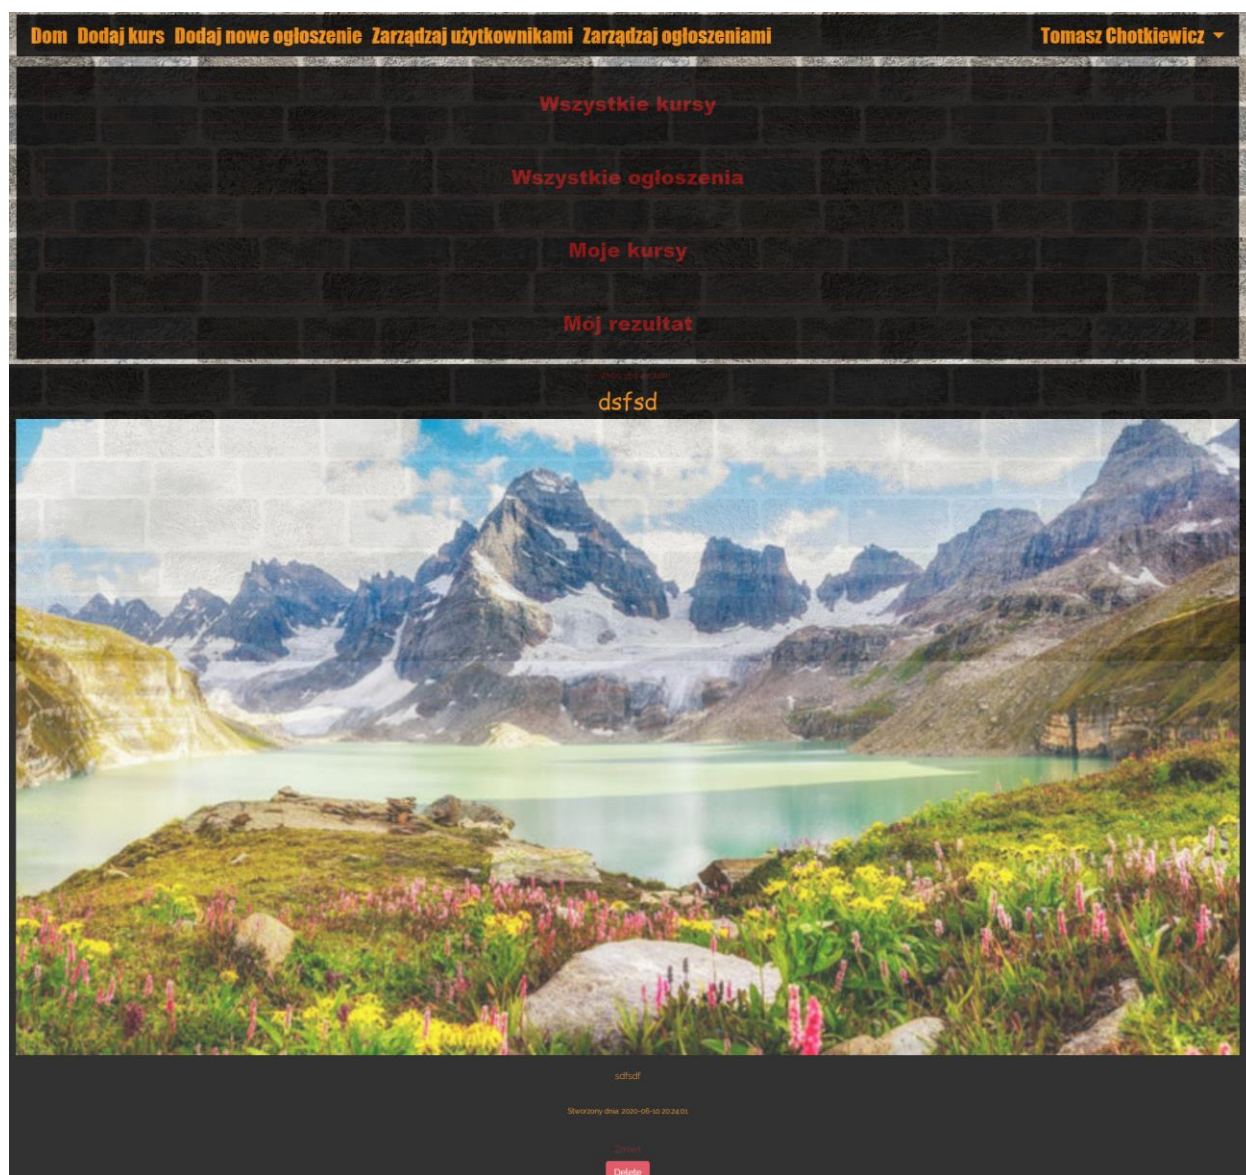 Dom Dodaj kurs Dodaj nowe ogłoszenie Zarządzaj użytkownikami Zarządzaj ogłoszeniami Tomasz Chotkiewicz
Wszystkie kursy
Wszystkie ogłoszenia
Moje kursy
Mój rezultat
dsfsd
sdfsdf
Stworzony dnia: 2020-06-10 20:24:01
Zmień
Delete